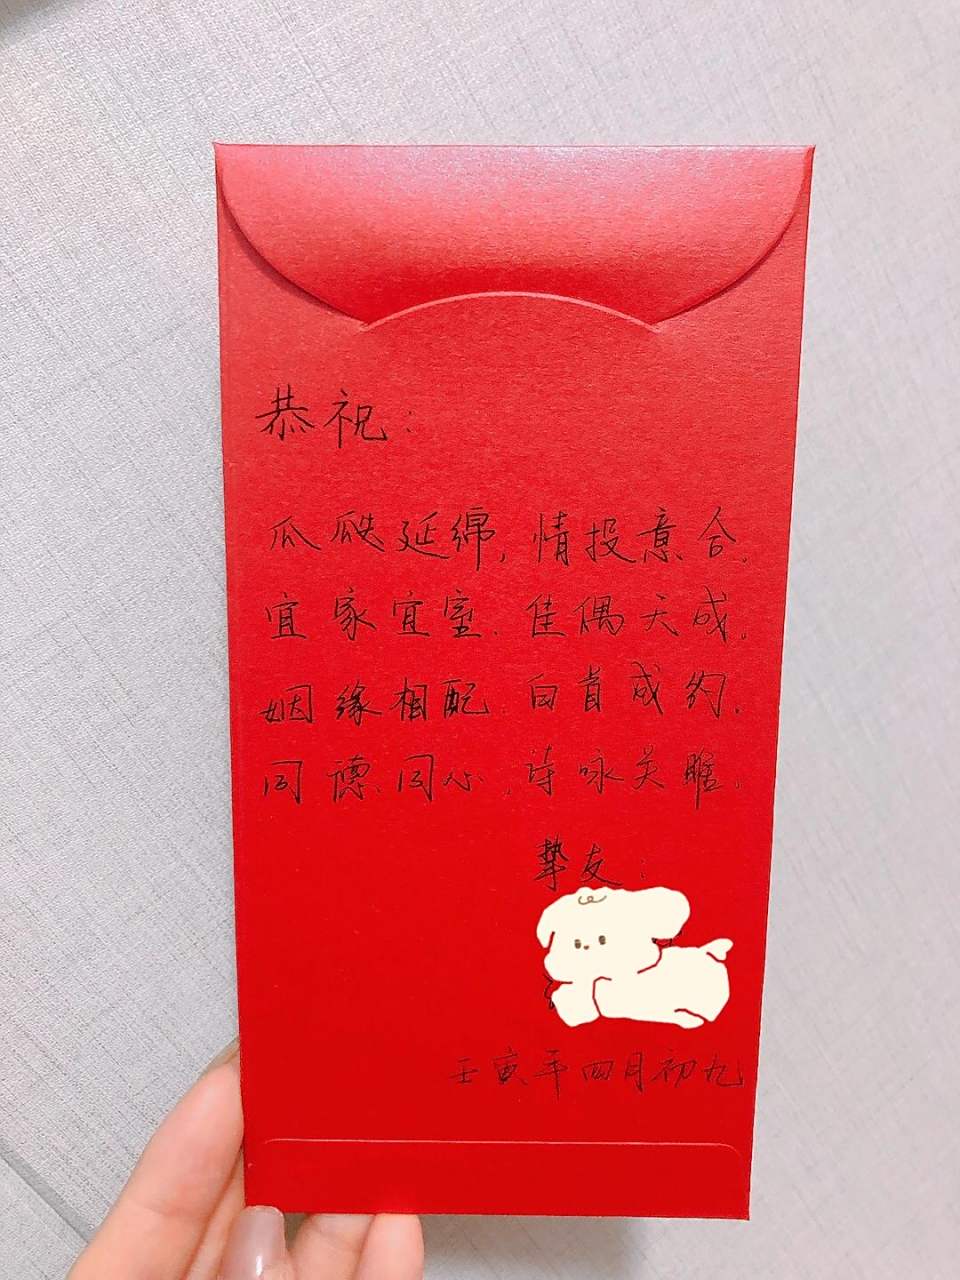 恭祝：
瓜瓞延绵，情投意合。
宜家宜室，佳偶天成。
姻缘相配，白首成约。
同德同心，诗咏关雎。
挚友：
壬寅年四月初九